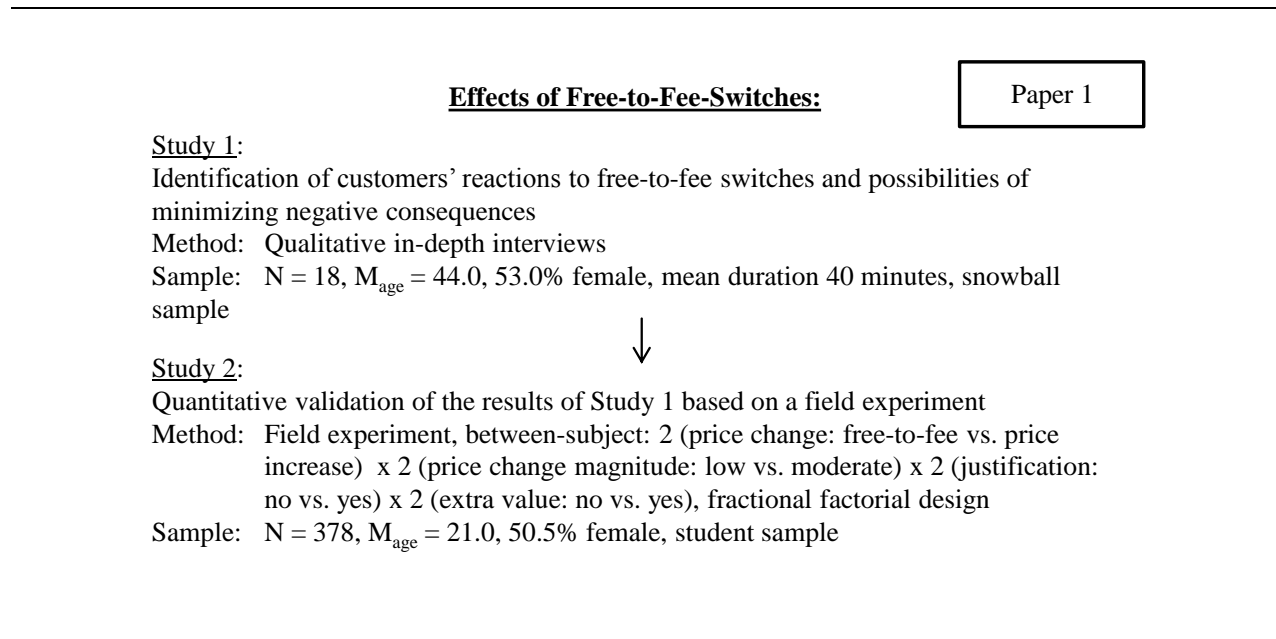 Effects of Free-to-Fee-Switches:
Paper 1
Study 1:
Identification of customers' reactions to free-to-fee switches and possibilities of
minimizing negative consequences
Method: Qualitative in-depth interviews
Sample: N = 18, Mage = 44.0, 53.0% female, mean duration 40 minutes, snowball
sample
Study 2:
Quantitative validation of the results of Study 1 based on a field experiment
Method: Field experiment, between-subject: 2 (price change: free-to-fee vs. price
increase) x 2 (price change magnitude: low vs. moderate) x 2 (justification:
no vs. yes) x 2 (extra value: no vs. yes), fractional factorial design
Sample: N = 378, Mage = 21.0, 50.5% female, student sample